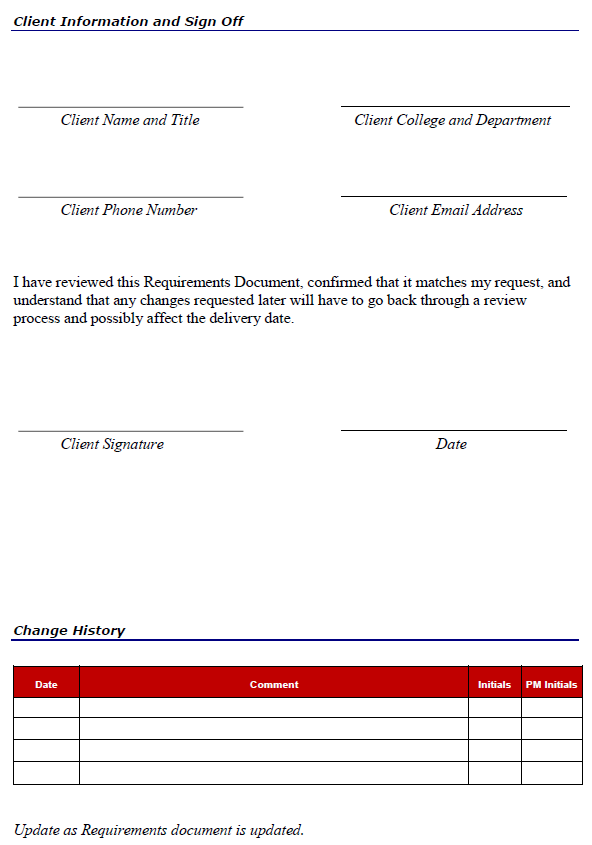 Client Information and Sign Off
Client Name and Title
Client College and Department
Client Phone Number
Client Email Address
I have reviewed this Requirements Document, confirmed that it matches my request, and
understand that any changes requested later will have to go back through a review
process and possibly affect the delivery date.
Client Signature
Date
Change History
Date Comment Initials PM Initials
Update as Requirements document is updated.